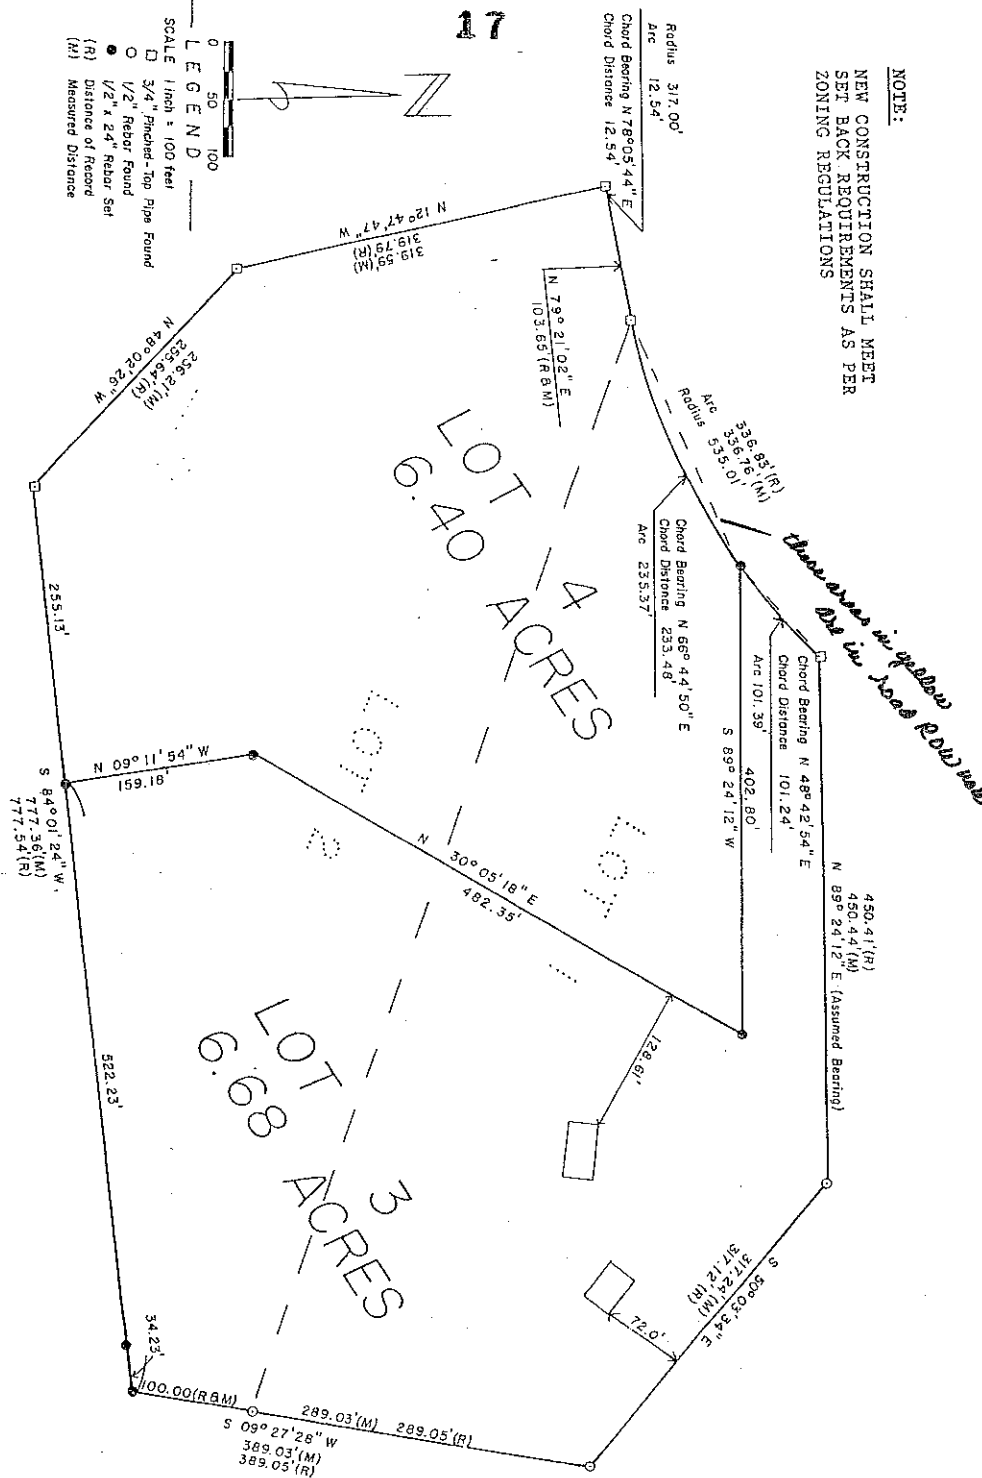 NOTE:
NEW CONSTRUCTION SHALL MEET
SET BACK REQUIREMENTS AS PER
ZONING REGULATIONS
17
Radius 317.00'
Arc 12.54'
Chord Bearing N 78° 05' 44" E
Chord Distance 12.54'
N 79° 21' 02" E
103.65' (R & M)
336.83' (R)
Arc 336.76' (M)
Radius 535.01'
these areas in yellow
are in road ROW now
Chord Bearing N 66° 44' 50" E
Chord Distance 233.48'
Arc 235.37'
Chord Bearing N 48° 42' 54" E
Chord Distance 101.24'
Arc 101.39'
402.80'
S 89° 24' 12" W
450.41' (R)
450.44' (M)
N 89° 24' 12" E (Assumed Bearing)
S 50° 03' 34" E
317.24' (M)
317.12' (R)
72.0'
128.61'
N 12° 47' 47" W
319.79' (R)
319.59' (M)
N 48° 02' 26" W
255.64' (R)
256.21' (M)
LOT 4
6.40 ACRES
LOT 2
LOT 1
N 30° 05' 18" E
482.35'
N 09° 11' 54" W
159.18'
255.13'
S 84° 01' 24" W
777.36' (M)
777.54' (R)
522.23'
LOT 3
6.68 ACRES
34.23'
100.00 (R & M)
289.03' (M) 289.05' (R)
S 09° 27' 28" W
389.03' (M)
389.05' (R)
N
0 50 100
LEGEND
SCALE 1 inch = 100 feet
3/4" Pinched-Top Pipe Found
1/2" Rebar Found
1/2" x 24" Rebar Set
(R) Distance of Record
(M) Measured Distance